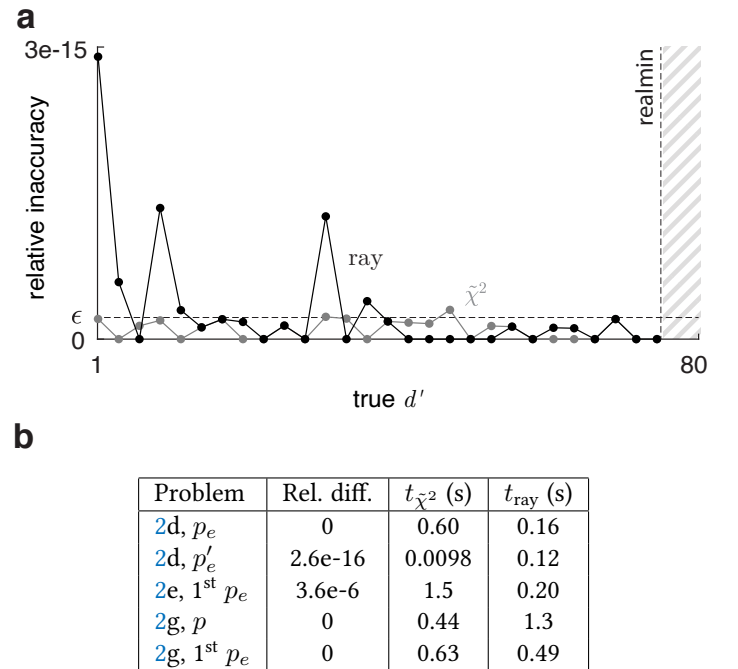 a
3e-15
relative inaccuracy
realmin
ray
χ̃²
ϵ
0
1
80
true d′
b
Problem Rel. diff. t_χ̃² (s) t_ray (s)
2d, p_e 0 0.60 0.16
2d, p′_e 2.6e-16 0.0098 0.12
2e, 1st p_e 3.6e-6 1.5 0.20
2g, p 0 0.44 1.3
2g, 1st p_e 0 0.63 0.49